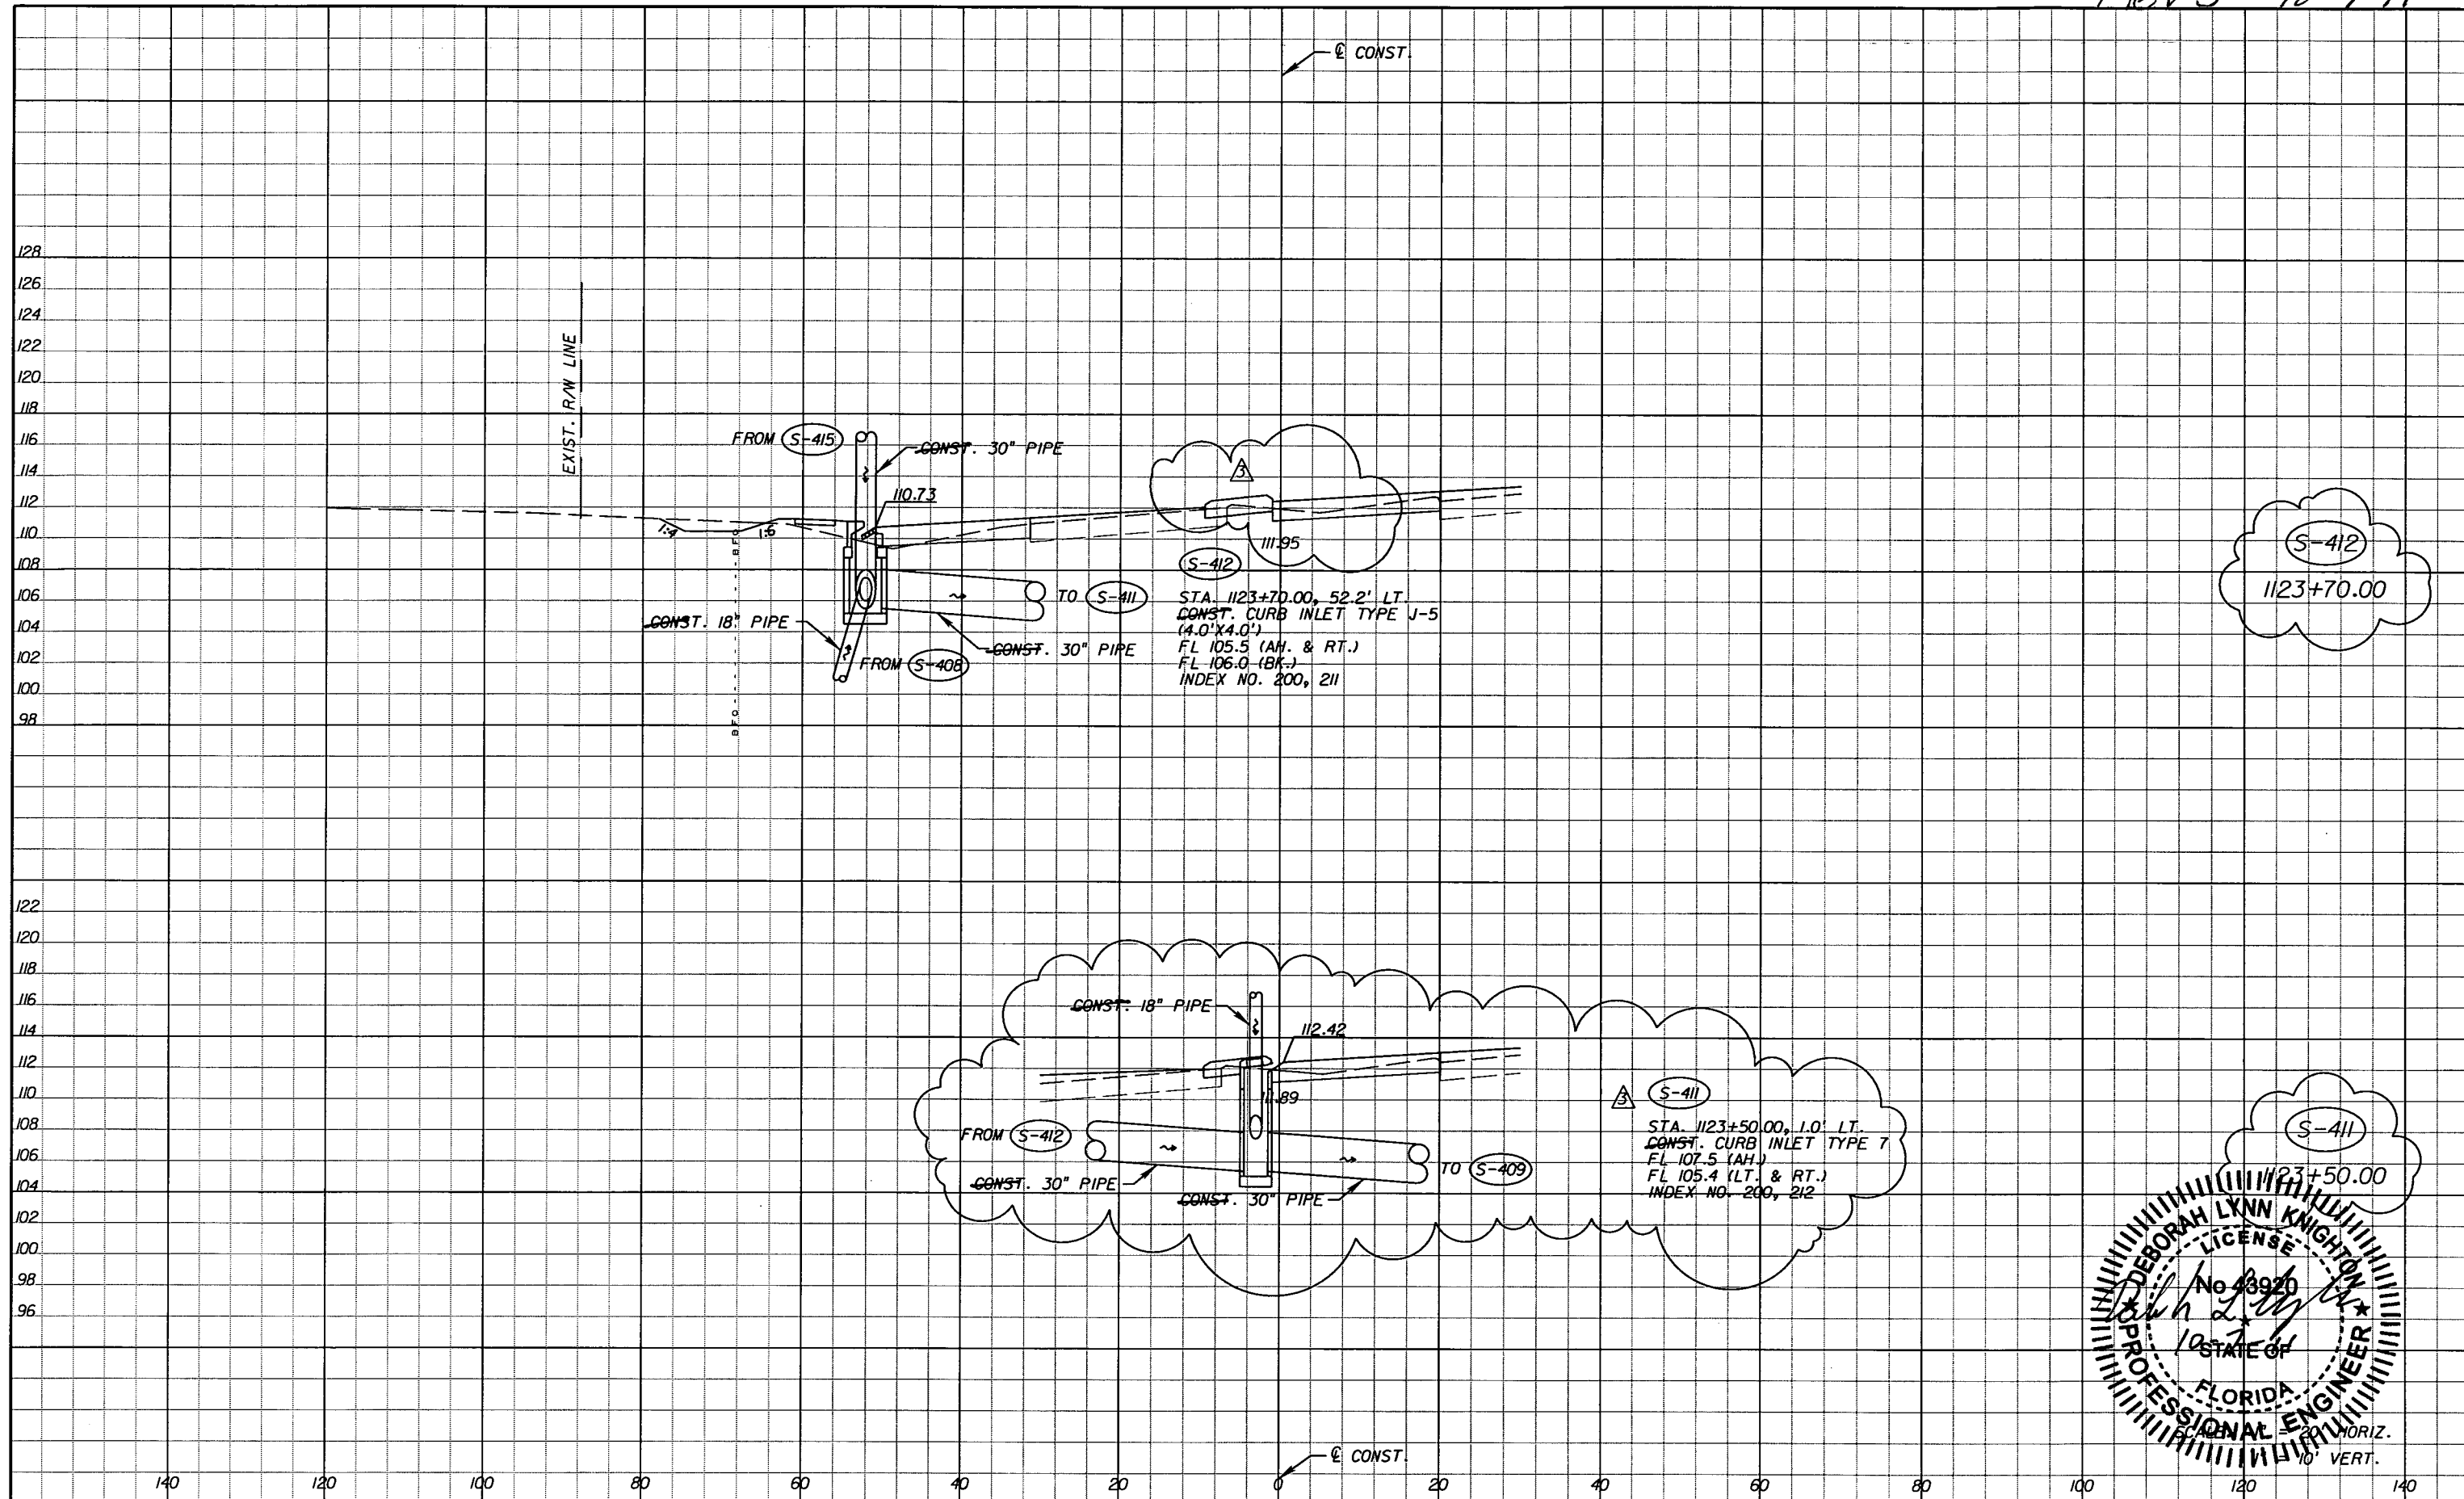 ℄ CONST.
128
126
124
122
120
118
116
114
112
110
108
106
104
102
100
98
EXIST. R/W LINE
FROM S-415
CONST. 30" PIPE
110.73
3
1:4
1:6
BFO
BFO
111.95
S-412
TO S-411
CONST. 18" PIPE
FROM S-408
CONST. 30" PIPE
STA. 1123+70.00, 52.2' LT.
CONST. CURB INLET TYPE J-5
(4.0'X4.0')
FL 105.5 (AH. & RT.)
FL 106.0 (BK.)
INDEX NO. 200, 211
S-412
1123+70.00
122
120
118
116
114
112
110
108
106
104
102
100
98
96
CONST. 18" PIPE
112.42
111.89
FROM S-412
CONST. 30" PIPE
CONST. 30" PIPE
TO S-409
3
S-411
STA. 1123+50.00, 1.0' LT.
CONST. CURB INLET TYPE 7
FL 107.5 (AH.)
FL 105.4 (LT. & RT.)
INDEX NO. 200, 212
S-411
1123+50.00
DEBORAH LYNN KNIGHTON
LICENSE
No 43920
STATE OF
FLORIDA
PROFESSIONAL ENGINEER
HORIZ.
10' VERT.
℄ CONST.
140 120 100 80 60 40 20 0 20 40 60 80 100 120 140